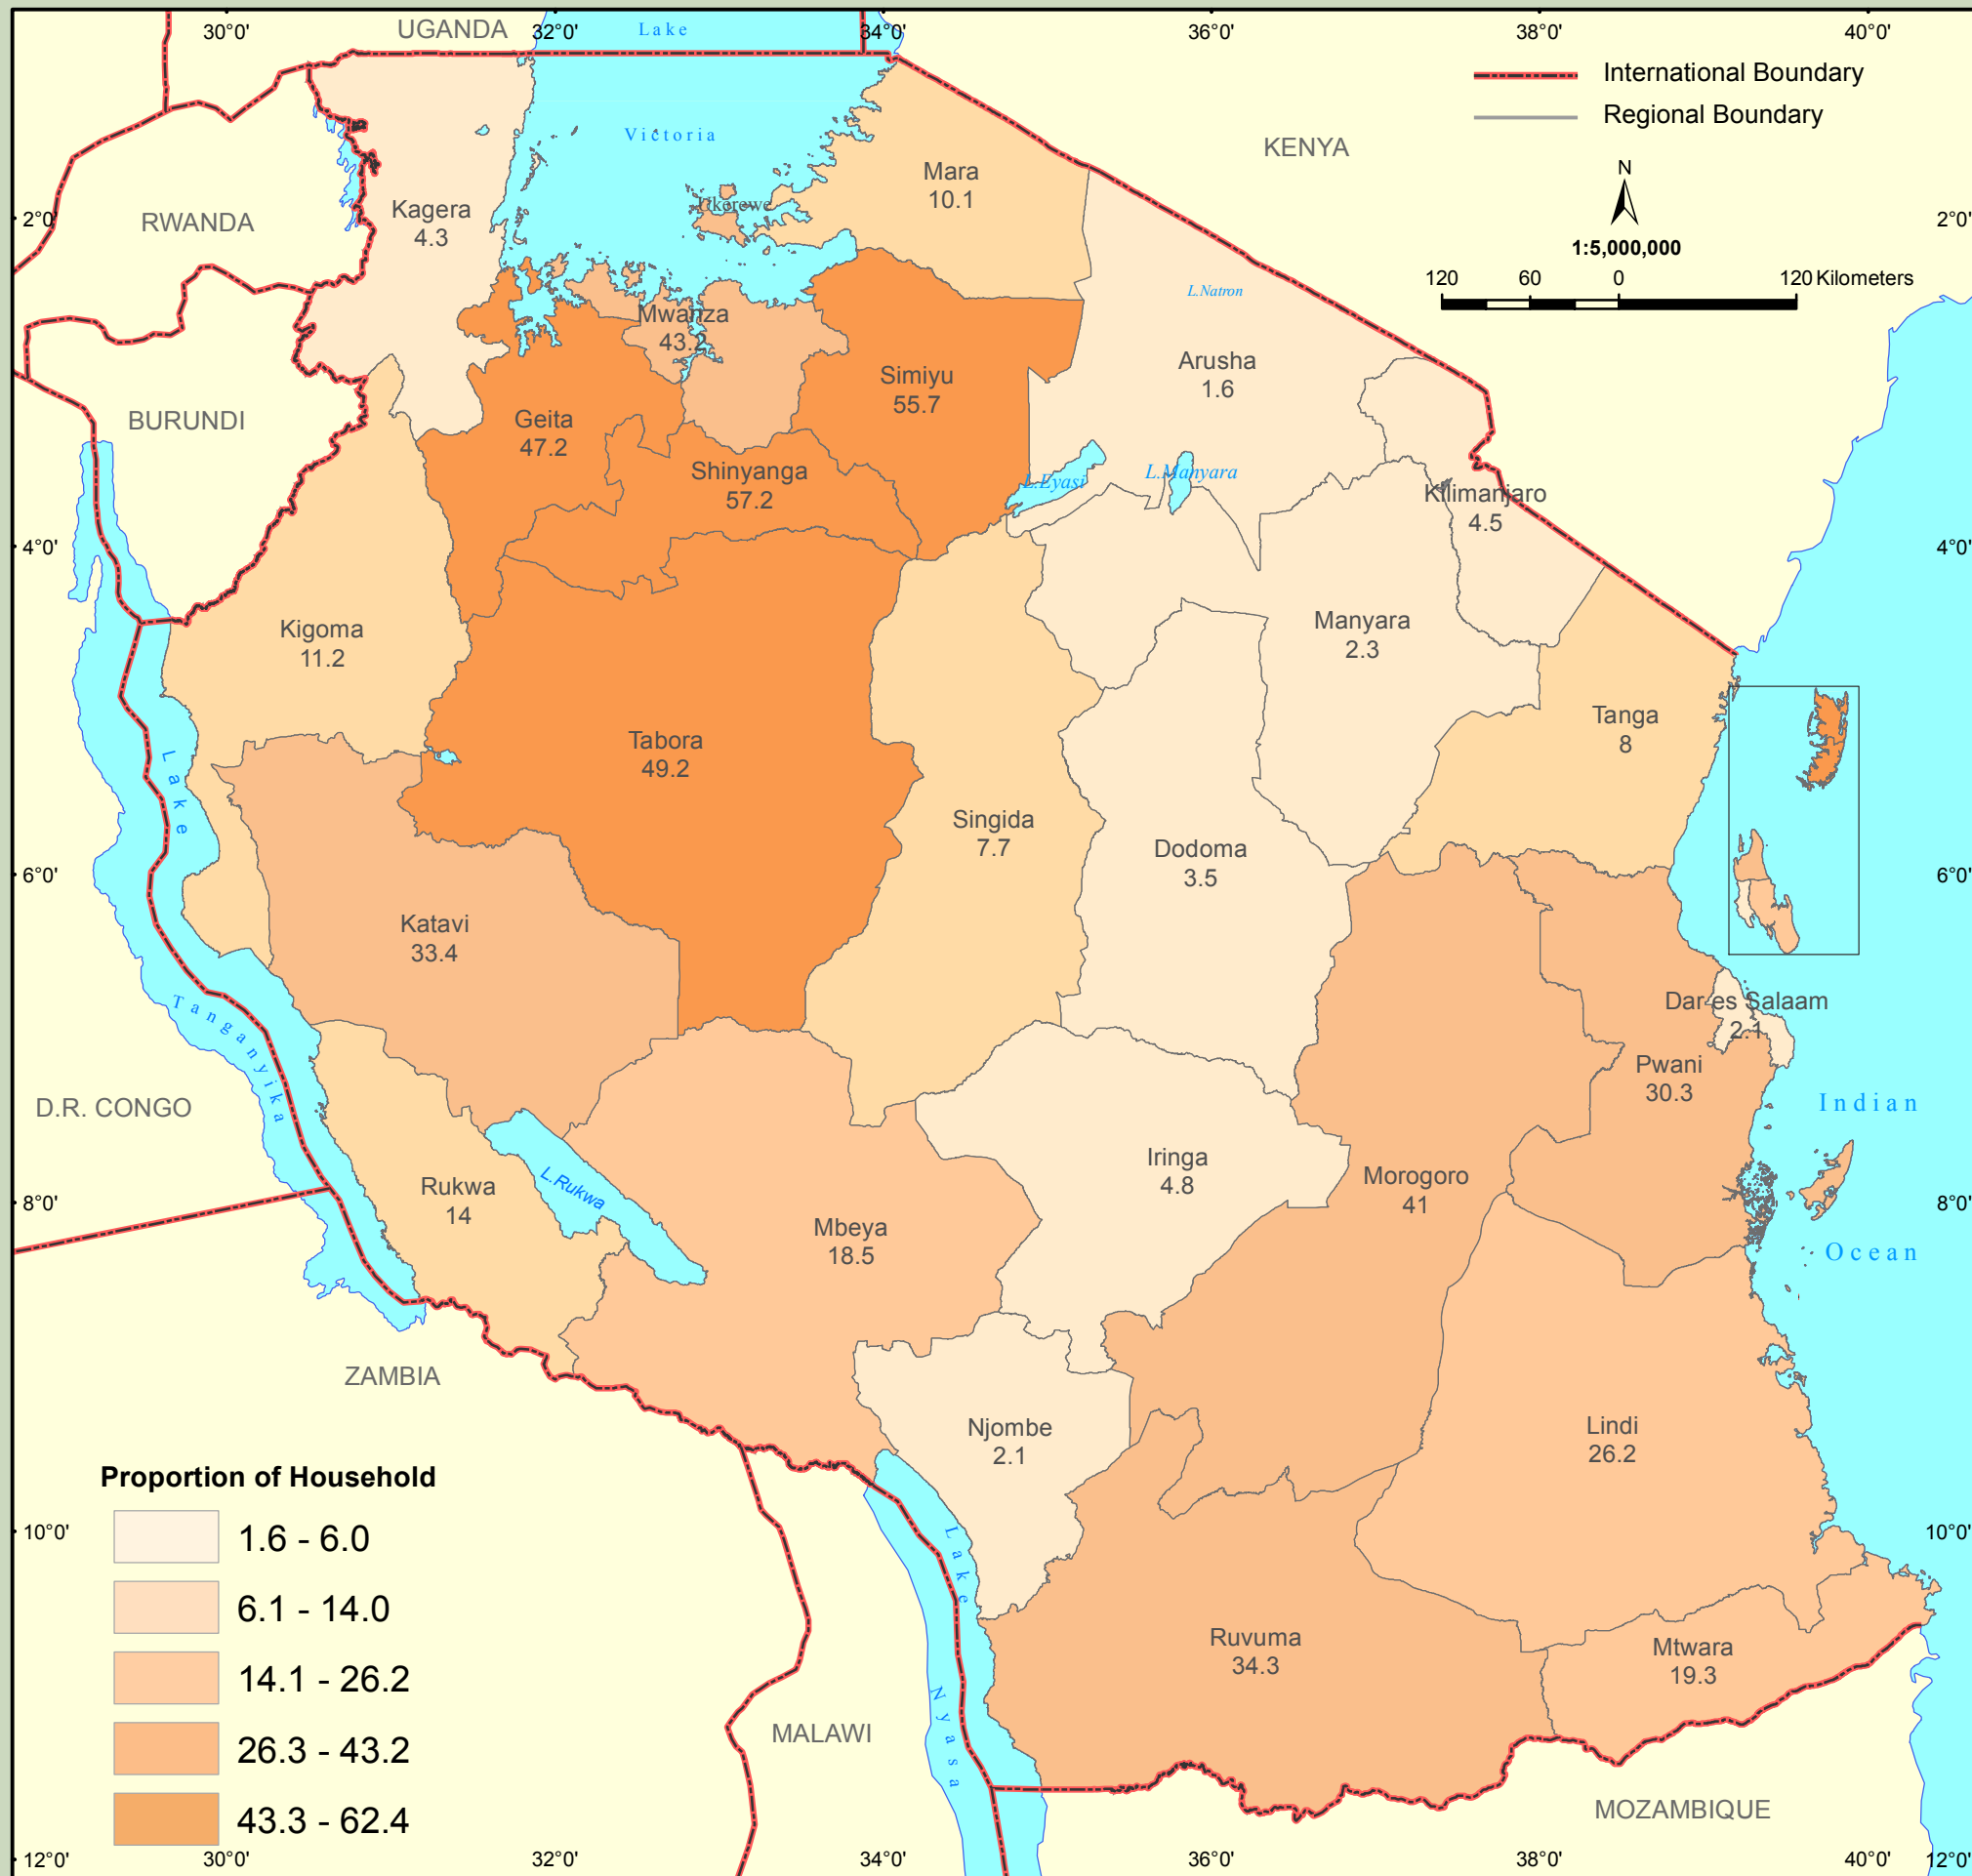 30°0'
32°0'
34°0'
36°0'
38°0'
40°0'
UGANDA
Lake
Victoria
International Boundary
Regional Boundary
KENYA
N
1:5,000,000
120 60 0 120 Kilometers
2°0'
2°0'
RWANDA
Kagera
4.3
Ukerewe
Mara
10.1
L.Natron
Mwanza
43.2
Arusha
1.6
Simiyu
55.7
BURUNDI
Geita
47.2
Shinyanga
57.2
L.Eyasi
L.Manyara
Kilimanjaro
4.5
4°0'
4°0'
Kigoma
11.2
Manyara
2.3
Tanga
8
Tabora
49.2
Singida
7.7
Dodoma
3.5
6°0'
6°0'
Katavi
33.4
Lake
Tanganyika
Dar es Salaam
2.1
Pwani
30.3
D.R. CONGO
Indian
Ocean
Iringa
4.8
Morogoro
41
Rukwa
14
L.Rukwa
8°0'
8°0'
Mbeya
18.5
ZAMBIA
Njombe
2.1
Lindi
26.2
Proportion of Household
1.6 - 6.0
6.1 - 14.0
14.1 - 26.2
26.3 - 43.2
43.3 - 62.4
10°0'
10°0'
Lake
Nyasa
Ruvuma
34.3
Mtwara
19.3
MALAWI
MOZAMBIQUE
12°0'
30°0'
32°0'
34°0'
36°0'
38°0'
40°0'
12°0'